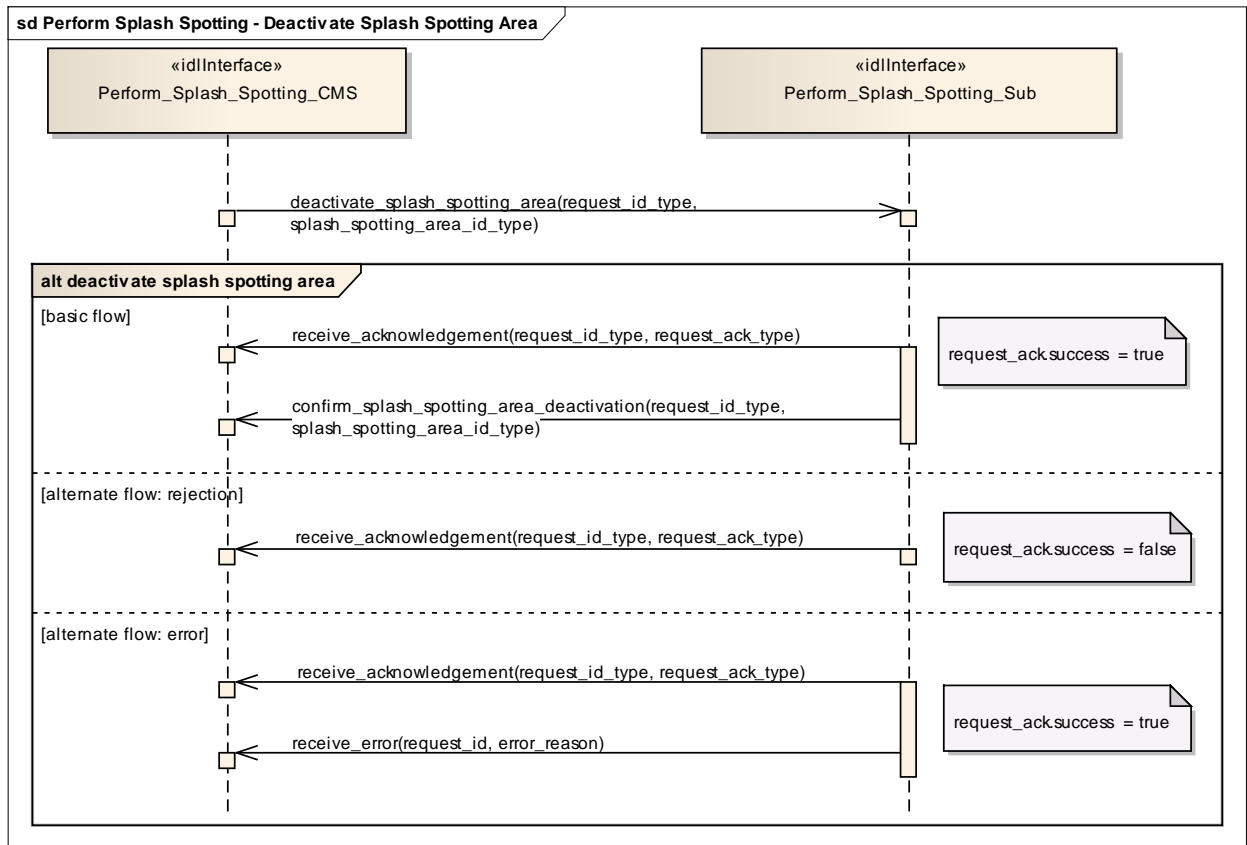 sd Perform Splash Spotting - Deactivate Splash Spotting Area
«idlInterface»
Perform_Splash_Spotting_CMS
«idlInterface»
Perform_Splash_Spotting_Sub
deactivate_splash_spotting_area(request_id_type,
splash_spotting_area_id_type)
alt deactivate splash spotting area
[basic flow]
receive_acknowledgement(request_id_type, request_ack_type)
request_ack.success = true
confirm_splash_spotting_area_deactivation(request_id_type,
splash_spotting_area_id_type)
[alternate flow: rejection]
receive_acknowledgement(request_id_type, request_ack_type)
request_ack.success = false
[alternate flow: error]
receive_acknowledgement(request_id_type, request_ack_type)
request_ack.success = true
receive_error(request_id, error_reason)